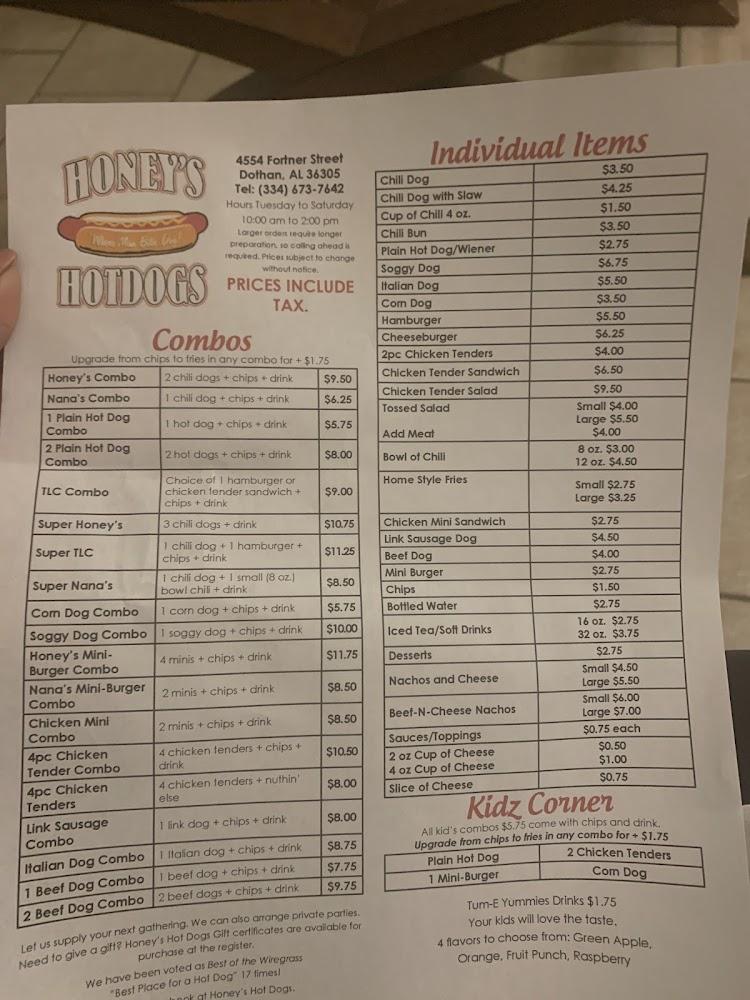 HONEY'S
Where Man Bites Dog!
HOTDOGS
4554 Fortner Street
Dothan, AL 36305
Tel: (334) 673-7642
Hours Tuesday to Saturday
10:00 am to 2:00 pm
Larger orders require longer
preparation, so calling ahead is
required. Prices subject to change
without notice.
PRICES INCLUDE
TAX.
Combos
Upgrade from chips to fries in any combo for + $1.75
Honey's Combo 2 chili dogs + chips + drink $9.50
Nana's Combo 1 chili dog + chips + drink $6.25
1 Plain Hot Dog
Combo 1 hot dog + chips + drink $5.75
2 Plain Hot Dog
Combo 2 hot dogs + chips + drink $8.00
TLC Combo Choice of 1 hamburger or
chicken tender sandwich +
chips + drink $9.00
Super Honey's 3 chili dogs + drink $10.75
Super TLC 1 chili dog + 1 hamburger +
chips + drink $11.25
Super Nana's 1 chili dog + 1 small (8 oz.)
bowl chili + drink $8.50
Corn Dog Combo 1 corn dog + chips + drink $5.75
Soggy Dog Combo 1 soggy dog + chips + drink $10.00
Honey's Mini-
Burger Combo 4 minis + chips + drink $11.75
Nana's Mini-Burger
Combo 2 minis + chips + drink $8.50
Chicken Mini
Combo 2 minis + chips + drink $8.50
4pc Chicken
Tender Combo 4 chicken tenders + chips +
drink $10.50
4pc Chicken
Tenders 4 chicken tenders + nuthin'
else $8.00
Link Sausage
Combo 1 link dog + chips + drink $8.00
Italian Dog Combo 1 Italian dog + chips + drink $8.75
1 Beef Dog Combo 1 beef dog + chips + drink $7.75
2 Beef Dog Combo 2 beef dogs + chips + drink $9.75
Let us supply your next gathering. We can also arrange private parties.
Need to give a gift? Honey's Hot Dogs Gift certificates are available for
purchase at the register.
We have been voted as Best of the Wiregrass
"Best Place for a Hot Dog" 17 times!
at Honey's Hot Dogs.
Individual Items
Chili Dog $3.50
Chili Dog with Slaw $4.25
Cup of Chili 4 oz. $1.50
Chili Bun $3.50
Plain Hot Dog/Wiener $2.75
Soggy Dog $6.75
Italian Dog $5.50
Corn Dog $3.50
Hamburger $5.50
Cheeseburger $6.25
2pc Chicken Tenders $4.00
Chicken Tender Sandwich $6.50
Chicken Tender Salad $9.50
Tossed Salad Small $4.00
Large $5.50
Add Meat $4.00
Bowl of Chili 8 oz. $3.00
12 oz. $4.50
Home Style Fries Small $2.75
Large $3.25
Chicken Mini Sandwich $2.75
Link Sausage Dog $4.50
Beef Dog $4.00
Mini Burger $2.75
Chips $1.50
Bottled Water $2.75
Iced Tea/Soft Drinks 16 oz. $2.75
32 oz. $3.75
Desserts $2.75
Nachos and Cheese Small $4.50
Large $5.50
Beef-N-Cheese Nachos Small $6.00
Large $7.00
Sauces/Toppings $0.75 each
2 oz Cup of Cheese $0.50
4 oz Cup of Cheese $1.00
Slice of Cheese $0.75
Kidz Corner
All kid's combos $5.75 come with chips and drink.
Upgrade from chips to fries in any combo for + $1.75
Plain Hot Dog 2 Chicken Tenders
1 Mini-Burger Corn Dog
Tum-E Yummies Drinks $1.75
Your kids will love the taste.
4 flavors to choose from: Green Apple,
Orange, Fruit Punch, Raspberry